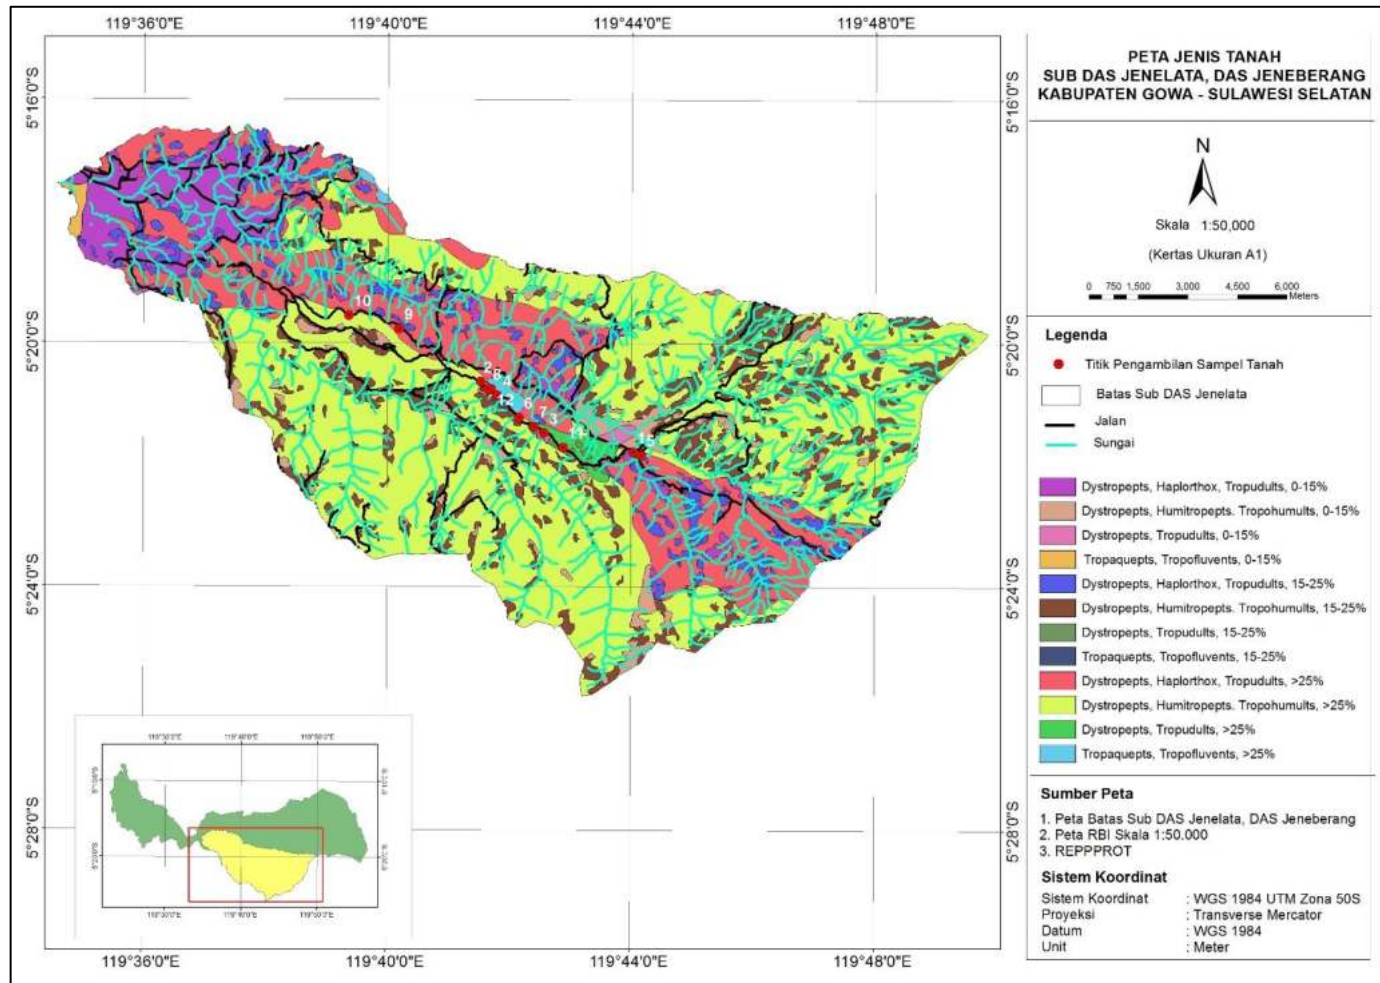 119°36'0"E 119°40'0"E 119°44'0"E 119°48'0"E
5°16'0"S
5°20'0"S
5°24'0"S
5°28'0"S
5°16'0"S
5°20'0"S
5°24'0"S
5°28'0"S
10
9
2
8
4
12
6
7
3
11
15
119°36'0"E 119°40'0"E 119°44'0"E 119°48'0"E
PETA JENIS TANAH
SUB DAS JENELATA, DAS JENEBERANG
KABUPATEN GOWA - SULAWESI SELATAN
N
Skala 1:50,000
(Kertas Ukuran A1)
0 750 1,500 3,000 4,500 6,000
Meters
Legenda
Titik Pengambilan Sampel Tanah
Batas Sub DAS Jenelata
Jalan
Sungai
Dystropepts, Haplorthox, Tropudults, 0-15%
Dystropepts, Humitropepts. Tropohumults, 0-15%
Dystropepts, Tropudults, 0-15%
Tropaquepts, Tropofluvents, 0-15%
Dystropepts, Haplorthox, Tropudults, 15-25%
Dystropepts, Humitropepts. Tropohumults, 15-25%
Dystropepts, Tropudults, 15-25%
Tropaquepts, Tropofluvents, 15-25%
Dystropepts, Haplorthox, Tropudults, >25%
Dystropepts, Humitropepts. Tropohumults, >25%
Dystropepts, Tropudults, >25%
Tropaquepts, Tropofluvents, >25%
Sumber Peta
1. Peta Batas Sub DAS Jenelata, DAS Jeneberang
2. Peta RBI Skala 1:50.000
3. REPPPROT
Sistem Koordinat
Sistem Koordinat : WGS 1984 UTM Zona 50S
Proyeksi : Transverse Mercator
Datum : WGS 1984
Unit : Meter